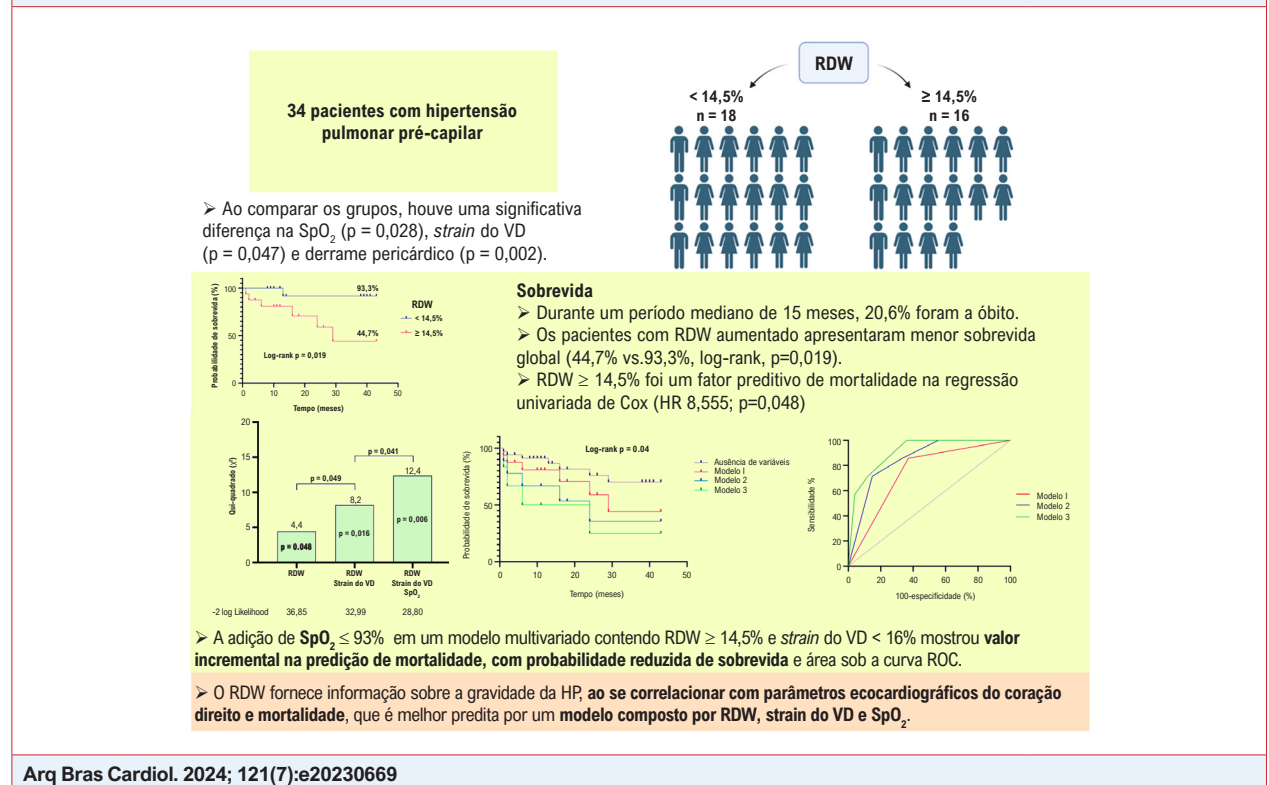 34 pacientes com hipertensão
pulmonar pré-capilar
RDW
< 14,5%
n = 18
≥ 14,5%
n = 16
➢ Ao comparar os grupos, houve uma significativa
diferença na SpO₂ (p = 0,028), strain do VD
(p = 0,047) e derrame pericárdico (p = 0,002).
Probabilidade de sobrevida (%)
100
50
0
93,3%
44,7%
Log-rank p = 0,019
0 10 20 30 40 50
Tempo (meses)
RDW
< 14,5%
≥ 14,5%
Sobrevida
➢ Durante um período mediano de 15 meses, 20,6% foram a óbito.
➢ Os pacientes com RDW aumentado apresentaram menor sobrevida
global (44,7% vs.93,3%, log-rank, p=0,019).
➢ RDW ≥ 14,5% foi um fator preditivo de mortalidade na regressão
univariada de Cox (HR 8,555; p=0,048)
Qui-quadrado (χ²)
20
15
10
5
0
p = 0,041
p = 0,049
4,4
8,2
12,4
p = 0.048
p = 0,016
p = 0,006
RDW
RDW
Strain do VD
RDW
Strain do VD
SpO₂
-2 log Likelihood 36,85 32,99 28,80
Probabilidade de sobrevida (%)
100
50
0
Log-rank p = 0.04
0 10 20 30 40 50
Tempo (meses)
Ausência de variáveis
Modelo I
Modelo 2
Modelo 3
Sensibilidade %
100
80
60
40
20
0
0 20 40 60 80 100
100-especificidade (%)
Modelo I
Modelo 2
Modelo 3
➢ A adição de SpO₂ ≤ 93% em um modelo multivariado contendo RDW ≥ 14,5% e strain do VD < 16% mostrou valor
incremental na predição de mortalidade, com probabilidade reduzida de sobrevida e área sob a curva ROC.
➢ O RDW fornece informação sobre a gravidade da HP, ao se correlacionar com parâmetros ecocardiográficos do coração
direito e mortalidade, que é melhor predita por um modelo composto por RDW, strain do VD e SpO₂.
Arq Bras Cardiol. 2024; 121(7):e20230669